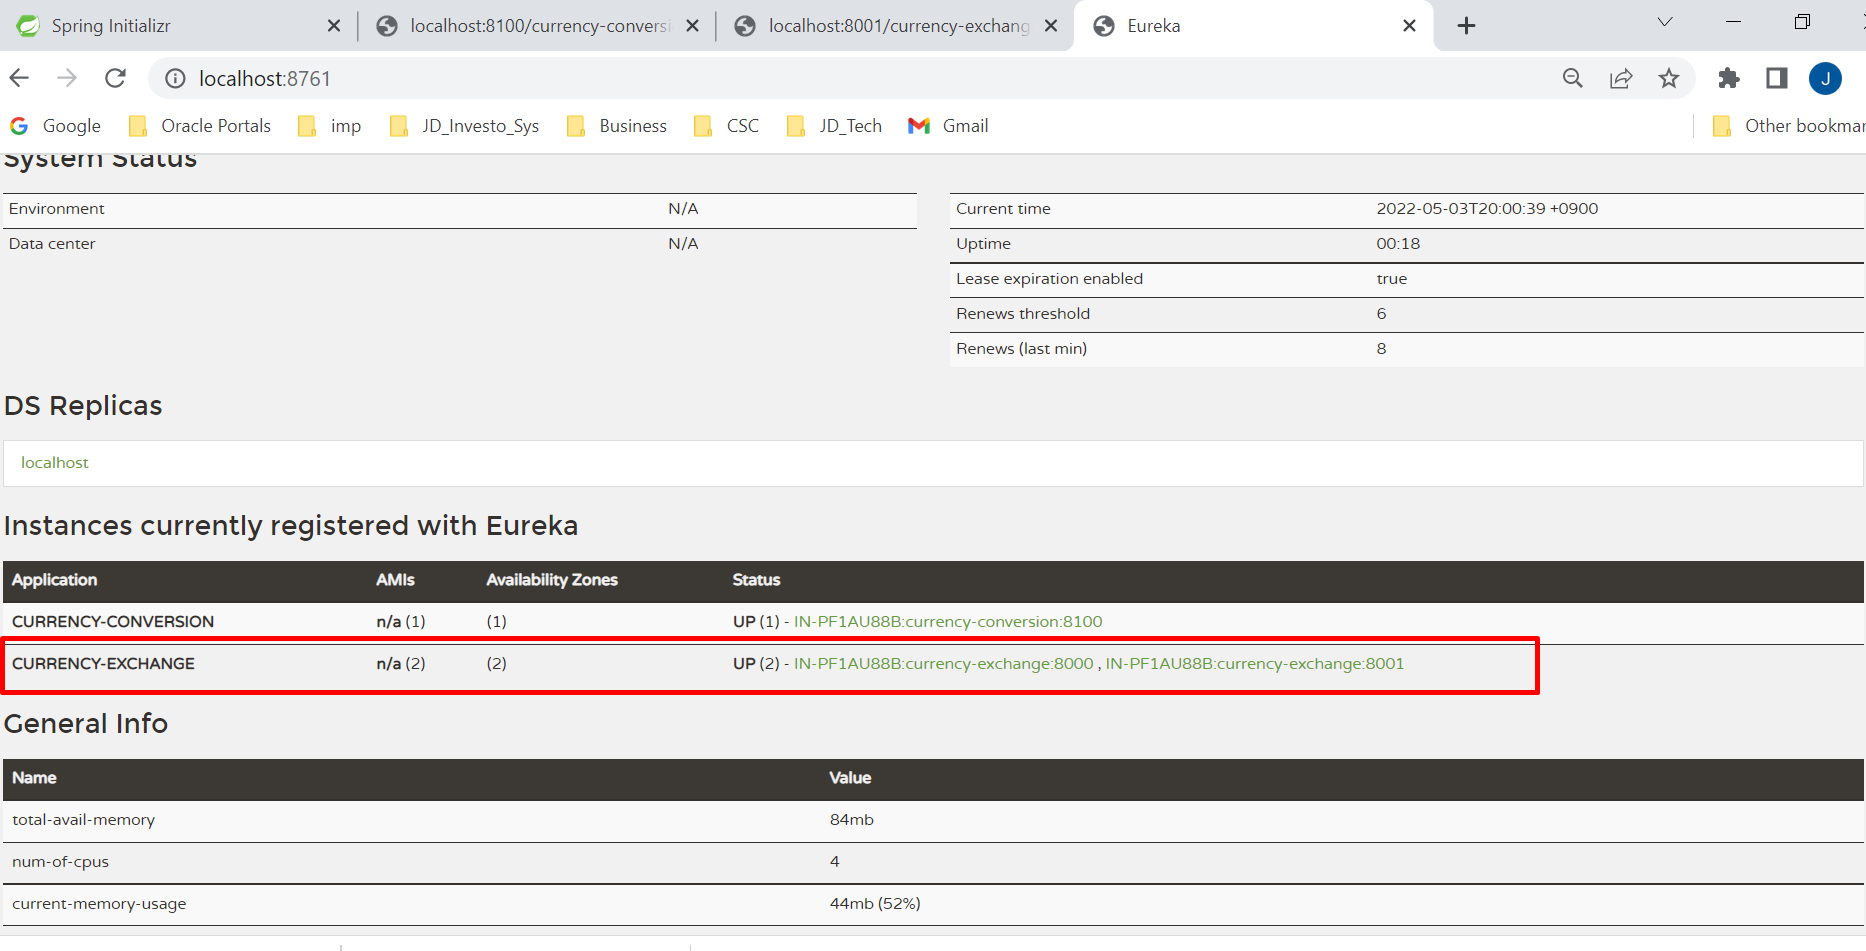 Spring Initializr
localhost:8100/currency-conversi
localhost:8001/currency-exchang
Eureka
localhost:8761
J
Google
Oracle Portals
imp
JD_Investo_Sys
Business
CSC
JD_Tech
Gmail
Other bookmar
System Status
Environment N/A
Data center N/A
Current time 2022-05-03T20:00:39 +0900
Uptime 00:18
Lease expiration enabled true
Renews threshold 6
Renews (last min) 8
DS Replicas
localhost
Instances currently registered with Eureka
Application AMIs Availability Zones Status
CURRENCY-CONVERSION n/a (1) (1) UP (1) - IN-PF1AU88B:currency-conversion:8100
CURRENCY-EXCHANGE n/a (2) (2) UP (2) - IN-PF1AU88B:currency-exchange:8000 , IN-PF1AU88B:currency-exchange:8001
General Info
Name Value
total-avail-memory 84mb
num-of-cpus 4
current-memory-usage 44mb (52%)